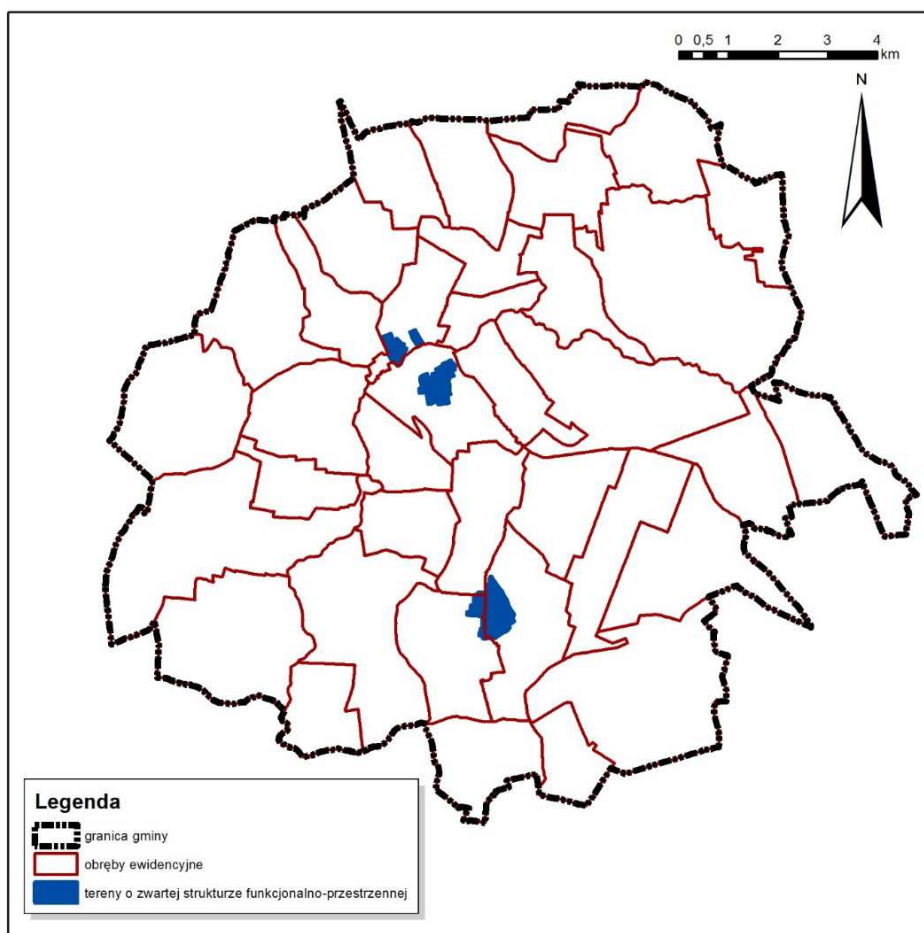 0 0,5 1 2 3 4
km
N
Legenda
granica gminy
obręby ewidencyjne
tereny o zwartej strukturze funkcjonalno-przestrzennej